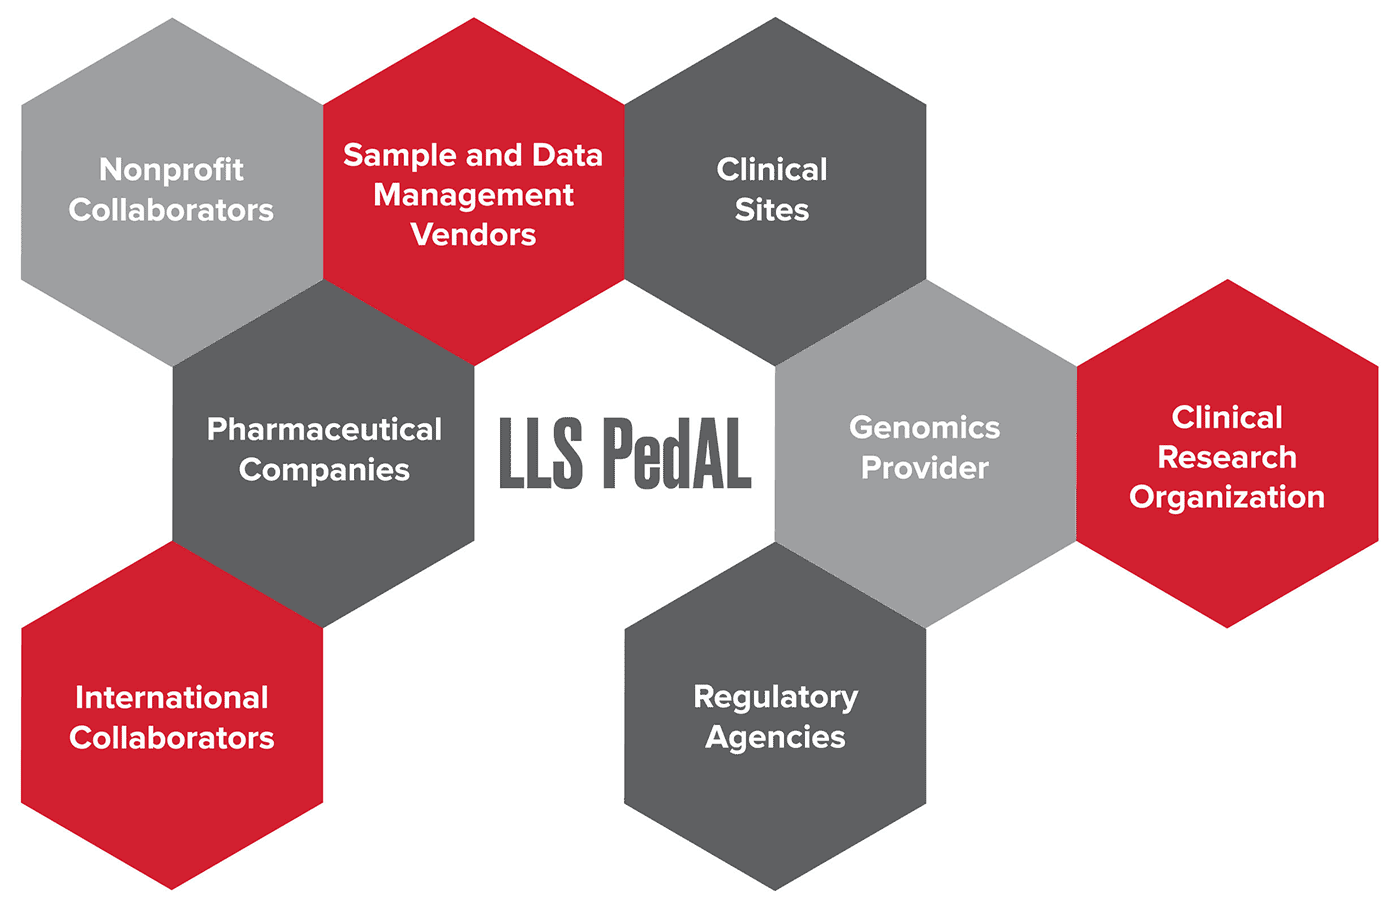 Nonprofit
Collaborators
Sample and Data
Management
Vendors
Clinical
Sites
Pharmaceutical
Companies
LLS PedAL
Genomics
Provider
Clinical
Research
Organization
International
Collaborators
Regulatory
Agencies